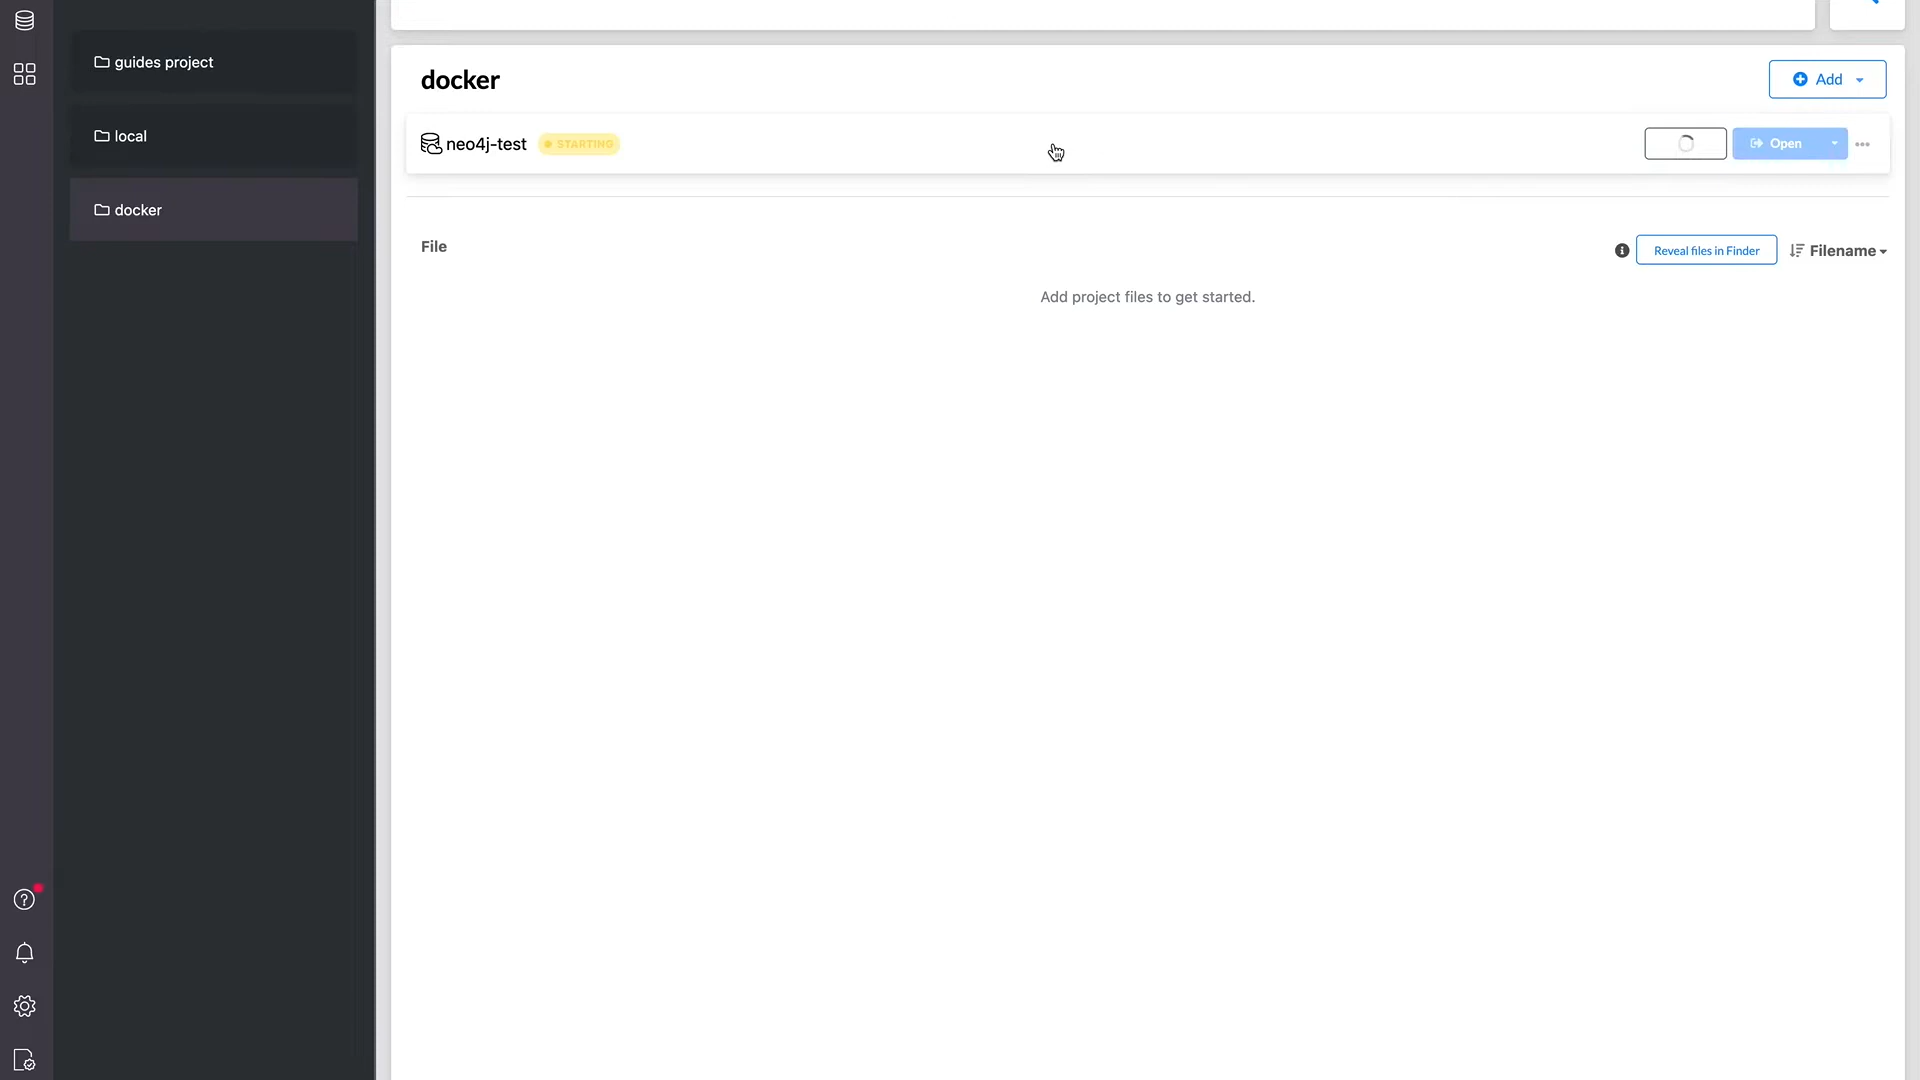 guides project
local
docker
docker
Add
neo4j-test
STARTING
Open
File
Reveal files in Finder
Filename
Add project files to get started.